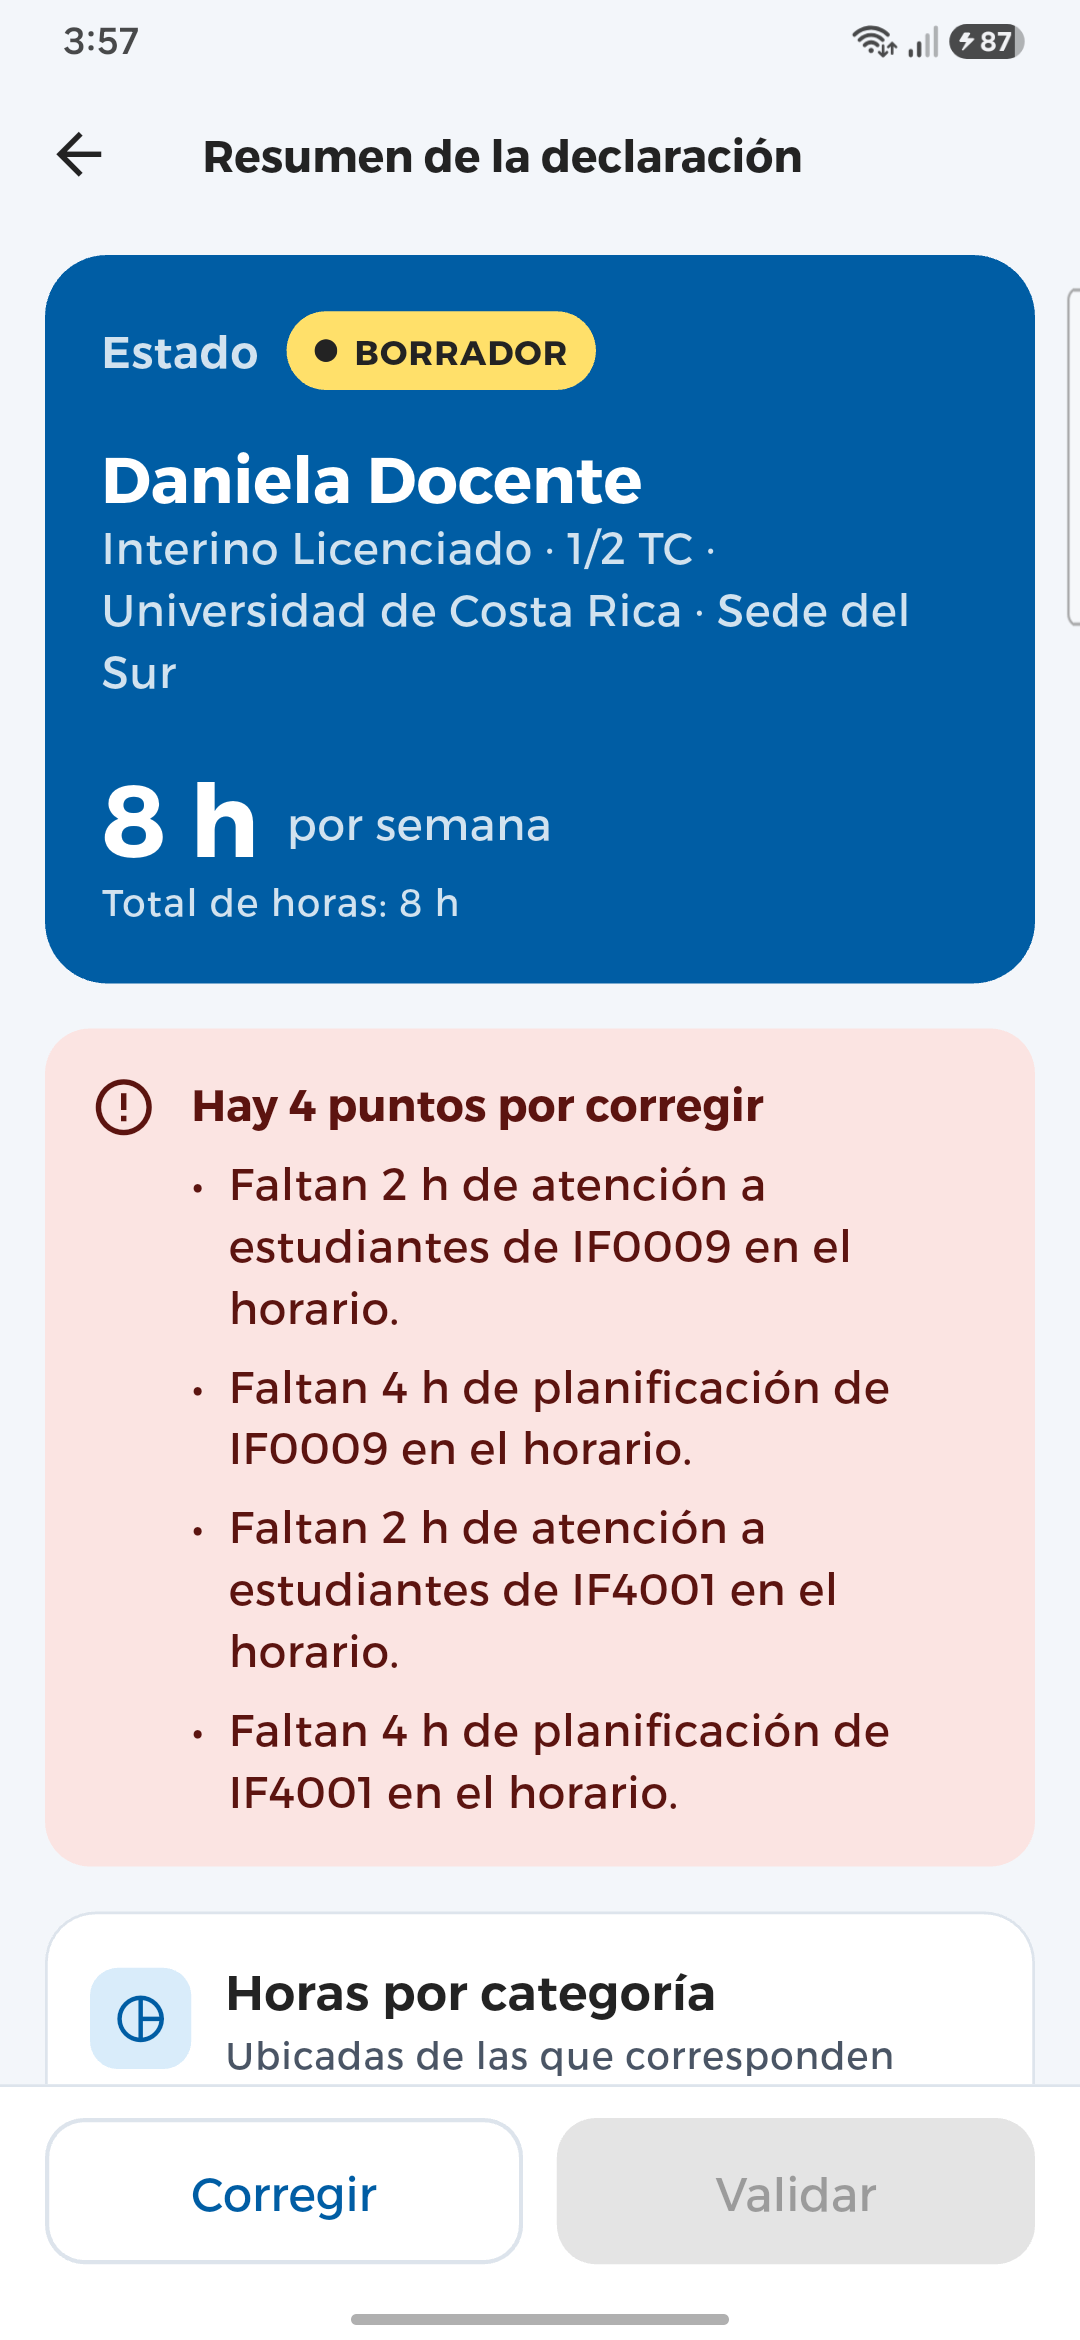 3:57
87
Resumen de la declaración
Estado
BORRADOR
Daniela Docente
Interino Licenciado · 1/2 TC ·
Universidad de Costa Rica · Sede del
Sur
8 h por semana
Total de horas: 8 h
Hay 4 puntos por corregir
• Faltan 2 h de atención a
estudiantes de IF0009 en el
horario.
• Faltan 4 h de planificación de
IF0009 en el horario.
• Faltan 2 h de atención a
estudiantes de IF4001 en el
horario.
• Faltan 4 h de planificación de
IF4001 en el horario.
Horas por categoría
Ubicadas de las que corresponden
Corregir
Validar